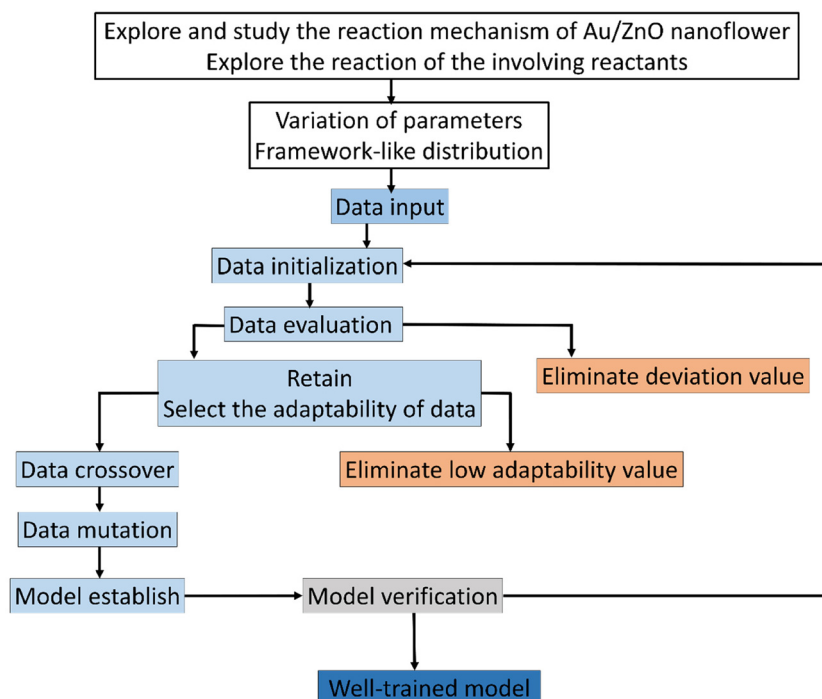 Explore and study the reaction mechanism of Au/ZnO nanoflower
Explore the reaction of the involving reactants
Variation of parameters
Framework-like distribution
Data input
Data initialization
Data evaluation
Eliminate deviation value
Retain
Select the adaptability of data
Data crossover
Eliminate low adaptability value
Data mutation
Model establish
Model verification
Well-trained model